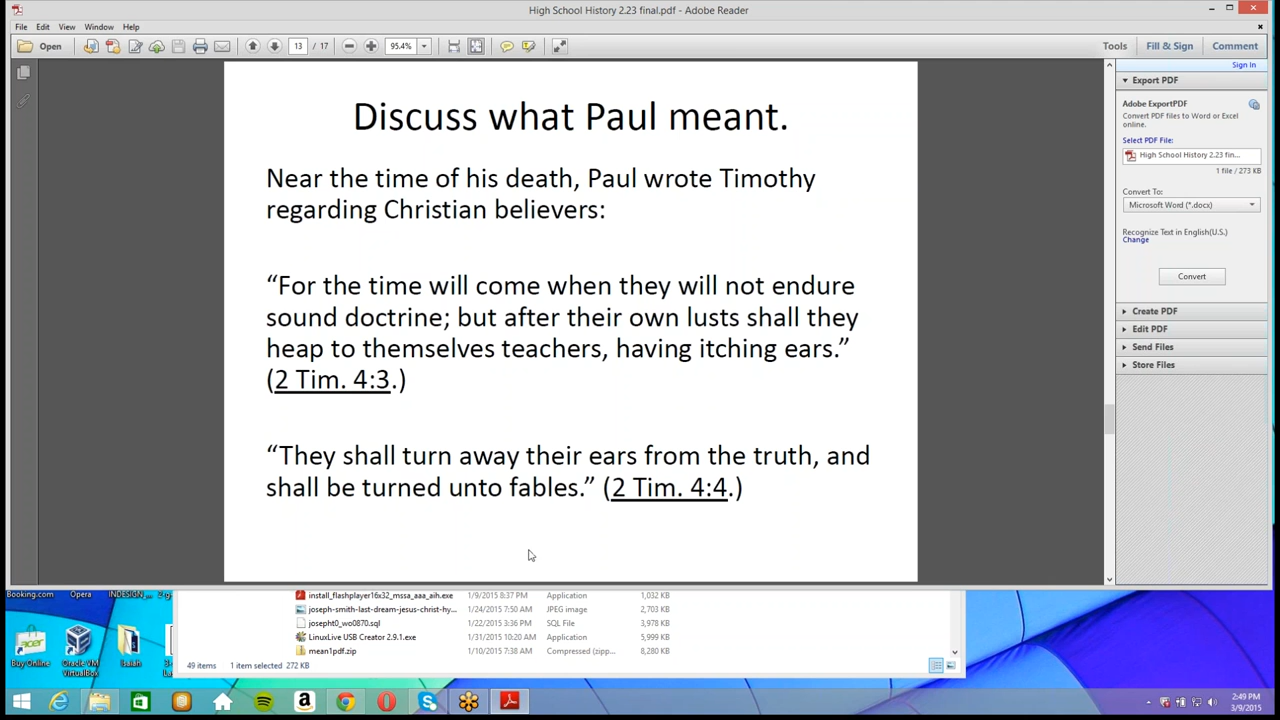 High School History 2.23 final.pdf - Adobe Reader
File Edit View Window Help
Open 13 / 17 95.4% Tools Fill & Sign Comment
Sign In
Export PDF
Adobe ExportPDF
Convert PDF files to Word or Excel
online.
Select PDF File:
High School History 2.23 fin...
1 file / 273 KB
Convert To:
Microsoft Word (*.docx)
Recognize Text in English(U.S.)
Change
Convert
Create PDF
Edit PDF
Send Files
Store Files
Discuss what Paul meant.
Near the time of his death, Paul wrote Timothy
regarding Christian believers:
“For the time will come when they will not endure
sound doctrine; but after their own lusts shall they
heap to themselves teachers, having itching ears.”
(2 Tim. 4:3.)
“They shall turn away their ears from the truth, and
shall be turned unto fables.” (2 Tim. 4:4.)
Booking.com Opera INDESIGN_...
install_flashplayer16x32_mssa_aaa_aih.exe 1/9/2015 8:37 PM Application 1,032 KB
joseph-smith-last-dream-jesus-christ-hy... 1/24/2015 7:50 AM JPEG image 2,703 KB
josepht0_wo0870.sql 1/22/2015 3:36 PM SQL File 3,978 KB
LinuxLive USB Creator 2.9.1.exe 1/31/2015 10:20 AM Application 5,999 KB
mean1pdf.zip 1/10/2015 7:38 AM Compressed (zipp... 8,280 KB
acer
Buy Online Oracle VM
VirtualBox Isaiah
49 items 1 item selected 272 KB
2:49 PM
3/9/2015